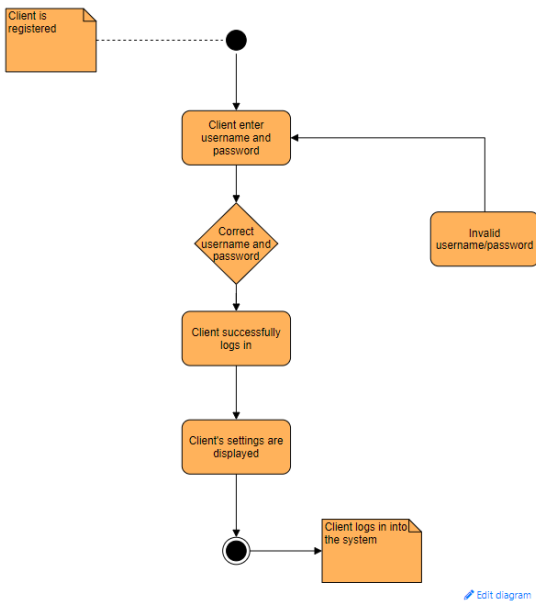 Client is
registered
Client enter
username and
password
Correct
username and
password
Invalid
username/password
Client successfully
logs in
Client's settings are
displayed
Client logs in into
the system
Edit diagram